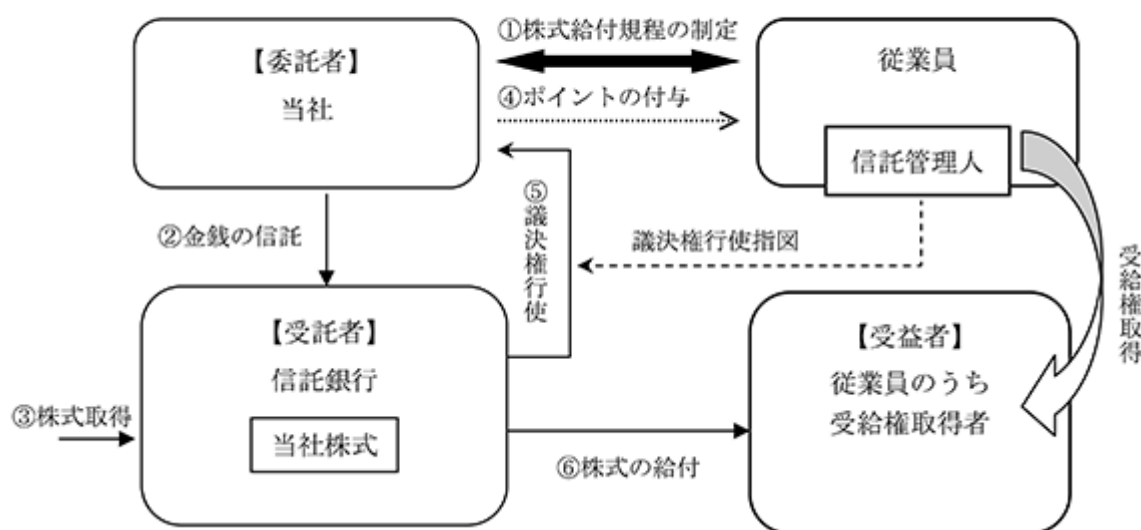 ①株式給付規程の制定
【委託者】
当社
従業員
④ポイントの付与
信託管理人
②金銭の信託
⑤議決権行使
議決権行使指図
受給権取得
【受託者】
信託銀行
③株式取得
当社株式
【受益者】
従業員のうち
受給権取得者
⑥株式の給付